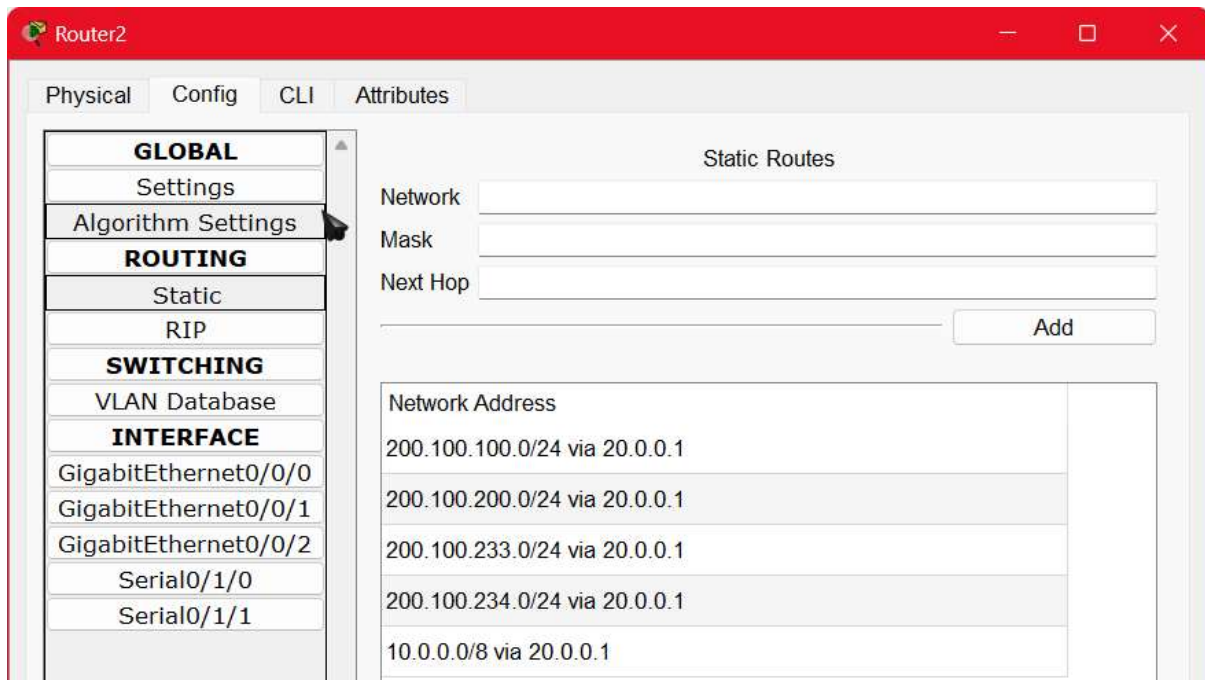 Router2
Physical Config CLI Attributes
GLOBAL
Settings
Algorithm Settings
ROUTING
Static
RIP
SWITCHING
VLAN Database
INTERFACE
GigabitEthernet0/0/0
GigabitEthernet0/0/1
GigabitEthernet0/0/2
Serial0/1/0
Serial0/1/1
Static Routes
Network
Mask
Next Hop
Add
Network Address
200.100.100.0/24 via 20.0.0.1
200.100.200.0/24 via 20.0.0.1
200.100.233.0/24 via 20.0.0.1
200.100.234.0/24 via 20.0.0.1
10.0.0.0/8 via 20.0.0.1